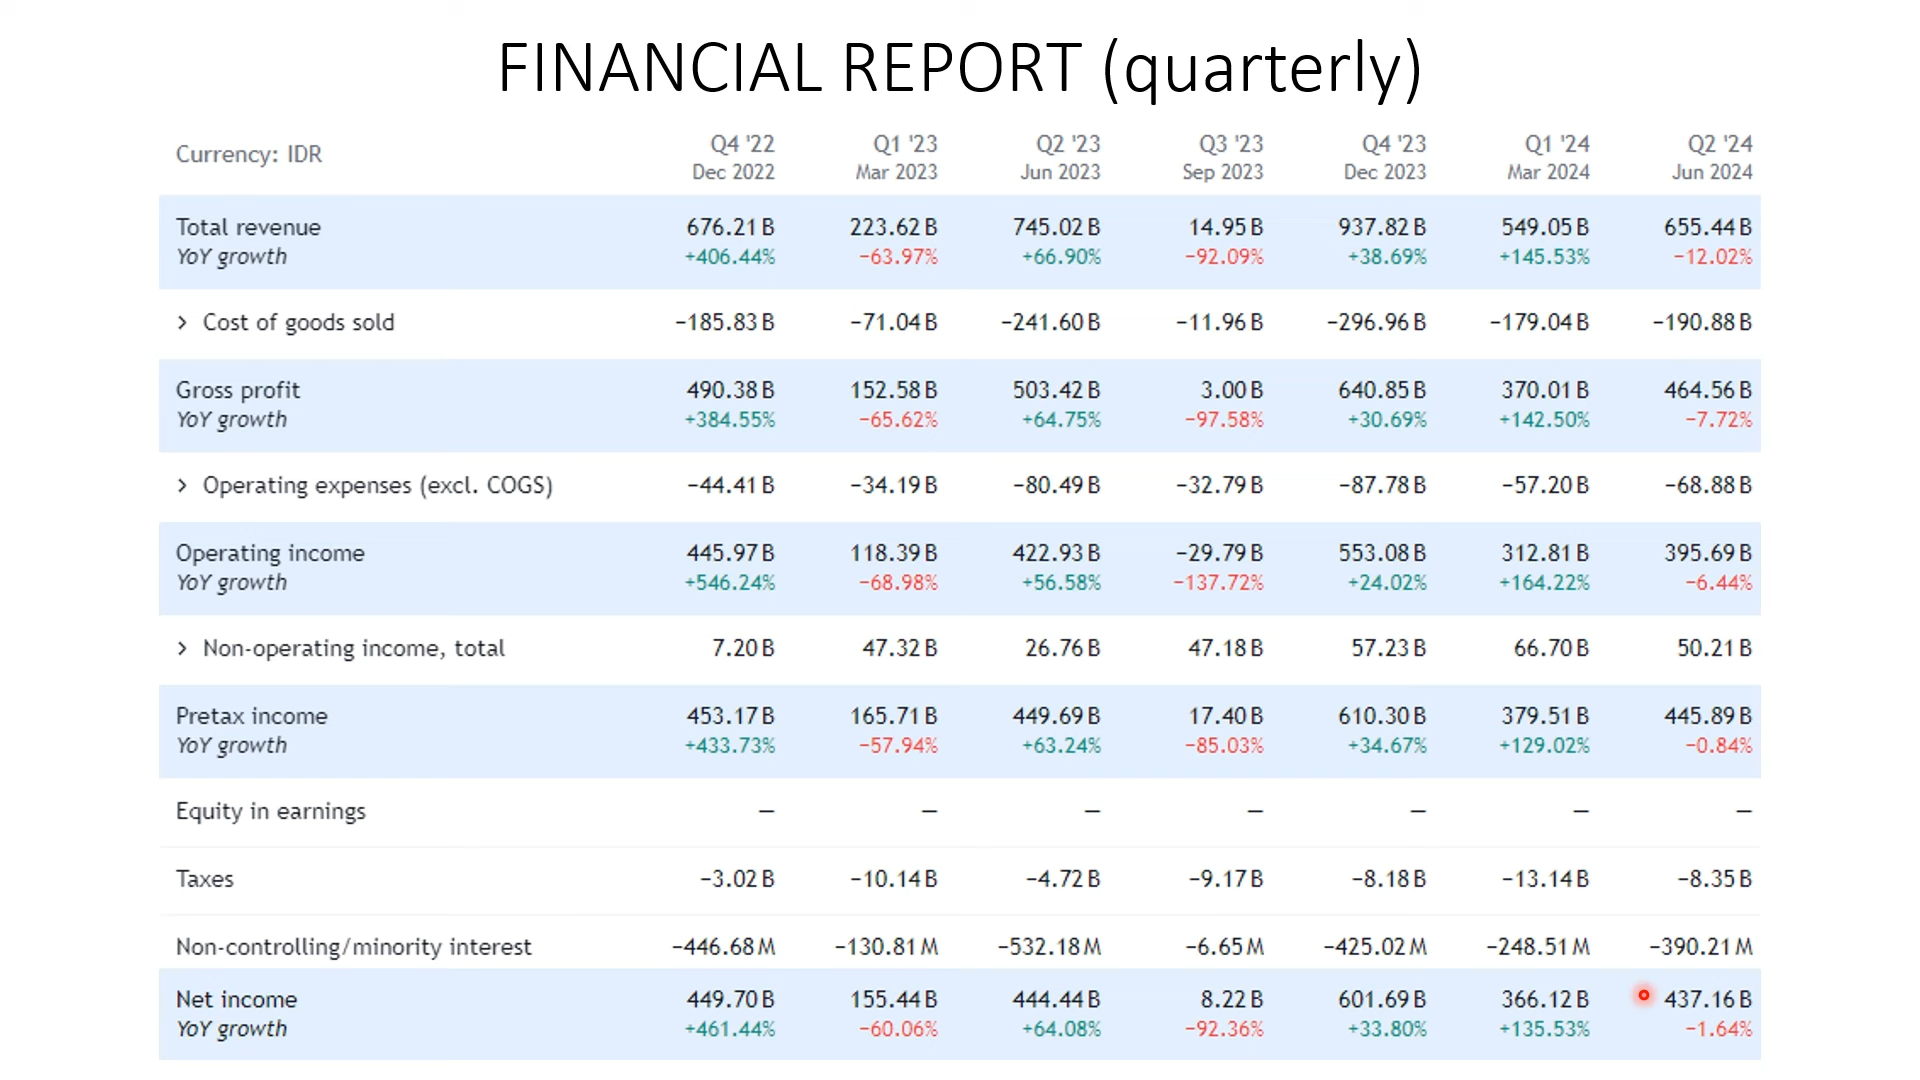 FINANCIAL REPORT (quarterly)
Currency: IDR Q4 '22 Q1 '23 Q2 '23 Q3 '23 Q4 '23 Q1 '24 Q2 '24
Dec 2022 Mar 2023 Jun 2023 Sep 2023 Dec 2023 Mar 2024 Jun 2024
Total revenue 676.21 B 223.62 B 745.02 B 14.95 B 937.82 B 549.05 B 655.44 B
YoY growth +406.44% −63.97% +66.90% −92.09% +38.69% +145.53% −12.02%
> Cost of goods sold −185.83 B −71.04 B −241.60 B −11.96 B −296.96 B −179.04 B −190.88 B
Gross profit 490.38 B 152.58 B 503.42 B 3.00 B 640.85 B 370.01 B 464.56 B
YoY growth +384.55% −65.62% +64.75% −97.58% +30.69% +142.50% −7.72%
> Operating expenses (excl. COGS) −44.41 B −34.19 B −80.49 B −32.79 B −87.78 B −57.20 B −68.88 B
Operating income 445.97 B 118.39 B 422.93 B −29.79 B 553.08 B 312.81 B 395.69 B
YoY growth +546.24% −68.98% +56.58% −137.72% +24.02% +164.22% −6.44%
> Non-operating income, total 7.20 B 47.32 B 26.76 B 47.18 B 57.23 B 66.70 B 50.21 B
Pretax income 453.17 B 165.71 B 449.69 B 17.40 B 610.30 B 379.51 B 445.89 B
YoY growth +433.73% −57.94% +63.24% −85.03% +34.67% +129.02% −0.84%
Equity in earnings — — — — — — —
Taxes −3.02 B −10.14 B −4.72 B −9.17 B −8.18 B −13.14 B −8.35 B
Non-controlling/minority interest −446.68 M −130.81 M −532.18 M −6.65 M −425.02 M −248.51 M −390.21 M
Net income 449.70 B 155.44 B 444.44 B 8.22 B 601.69 B 366.12 B 437.16 B
YoY growth +461.44% −60.06% +64.08% −92.36% +33.80% +135.53% −1.64%